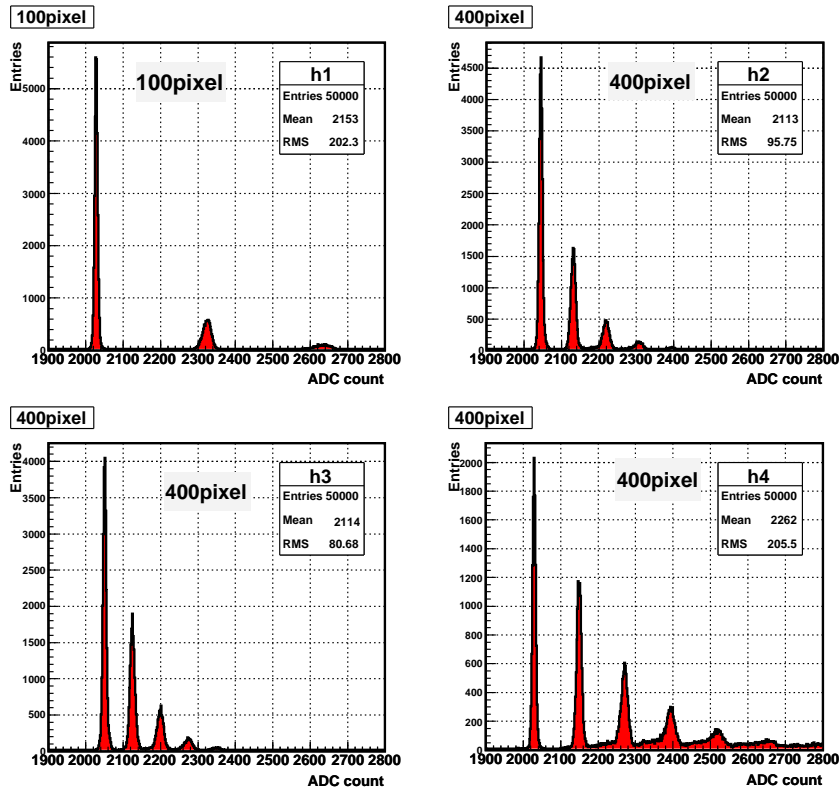 100pixel
Entries
5000
4000
3000
2000
1000
0
1900 2000 2100 2200 2300 2400 2500 2600 2700 2800
ADC count
100pixel
h1
Entries 50000
Mean 2153
RMS 202.3
400pixel
Entries
4500
4000
3500
3000
2500
2000
1500
1000
500
0
1900 2000 2100 2200 2300 2400 2500 2600 2700 2800
ADC count
400pixel
h2
Entries 50000
Mean 2113
RMS 95.75
400pixel
Entries
4000
3500
3000
2500
2000
1500
1000
500
0
1900 2000 2100 2200 2300 2400 2500 2600 2700 2800
ADC count
400pixel
h3
Entries 50000
Mean 2114
RMS 80.68
400pixel
Entries
2000
1800
1600
1400
1200
1000
800
600
400
200
0
1900 2000 2100 2200 2300 2400 2500 2600 2700 2800
ADC count
400pixel
h4
Entries 50000
Mean 2262
RMS 205.5